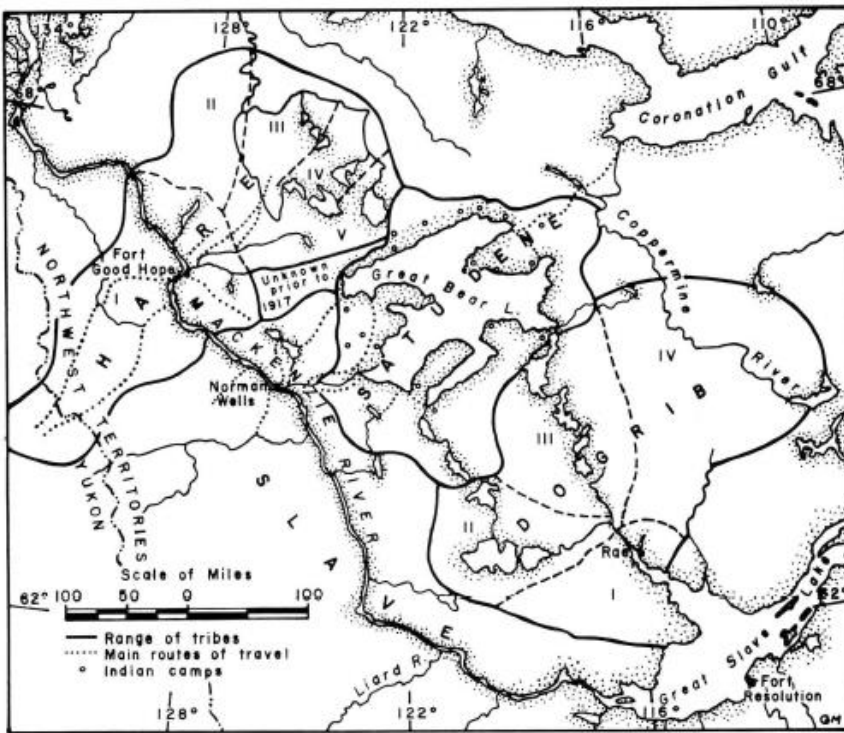 134°
128°
122°
116°
110°
68°
68°
Coronation Gulf
II
III
IV
V
HARE
Fort
Good Hope
I
Unknown
prior to
1917
Great Bear L.
SAT DENE
Coppermine
River
NORTHWEST TERRITORIES
YUKON
MACKENZIE RIVER
Norman
Wells
IV
III
DOGRIB
II
Rae
I
SLAVE
Scale of Miles
100 50 0 100
62°
62°
Range of tribes
Main routes of travel
Indian camps
Liard R.
Great Slave Lake
Fort
Resolution
128°
122°
116°
GM